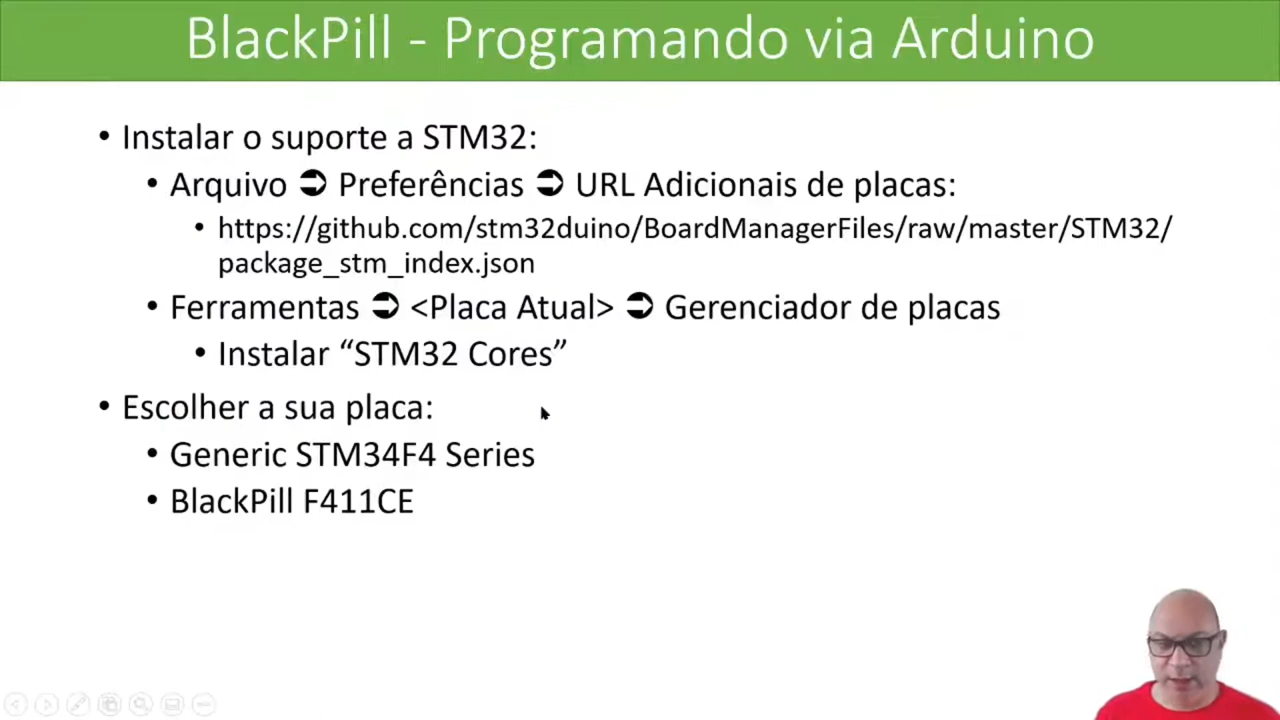 BlackPill - Programando via Arduino
• Instalar o suporte a STM32:
• Arquivo ➲ Preferências ➲ URL Adicionais de placas:
• https://github.com/stm32duino/BoardManagerFiles/raw/master/STM32/
package_stm_index.json
• Ferramentas ➲ <Placa Atual> ➲ Gerenciador de placas
• Instalar “STM32 Cores”
• Escolher a sua placa:
• Generic STM34F4 Series
• BlackPill F411CE